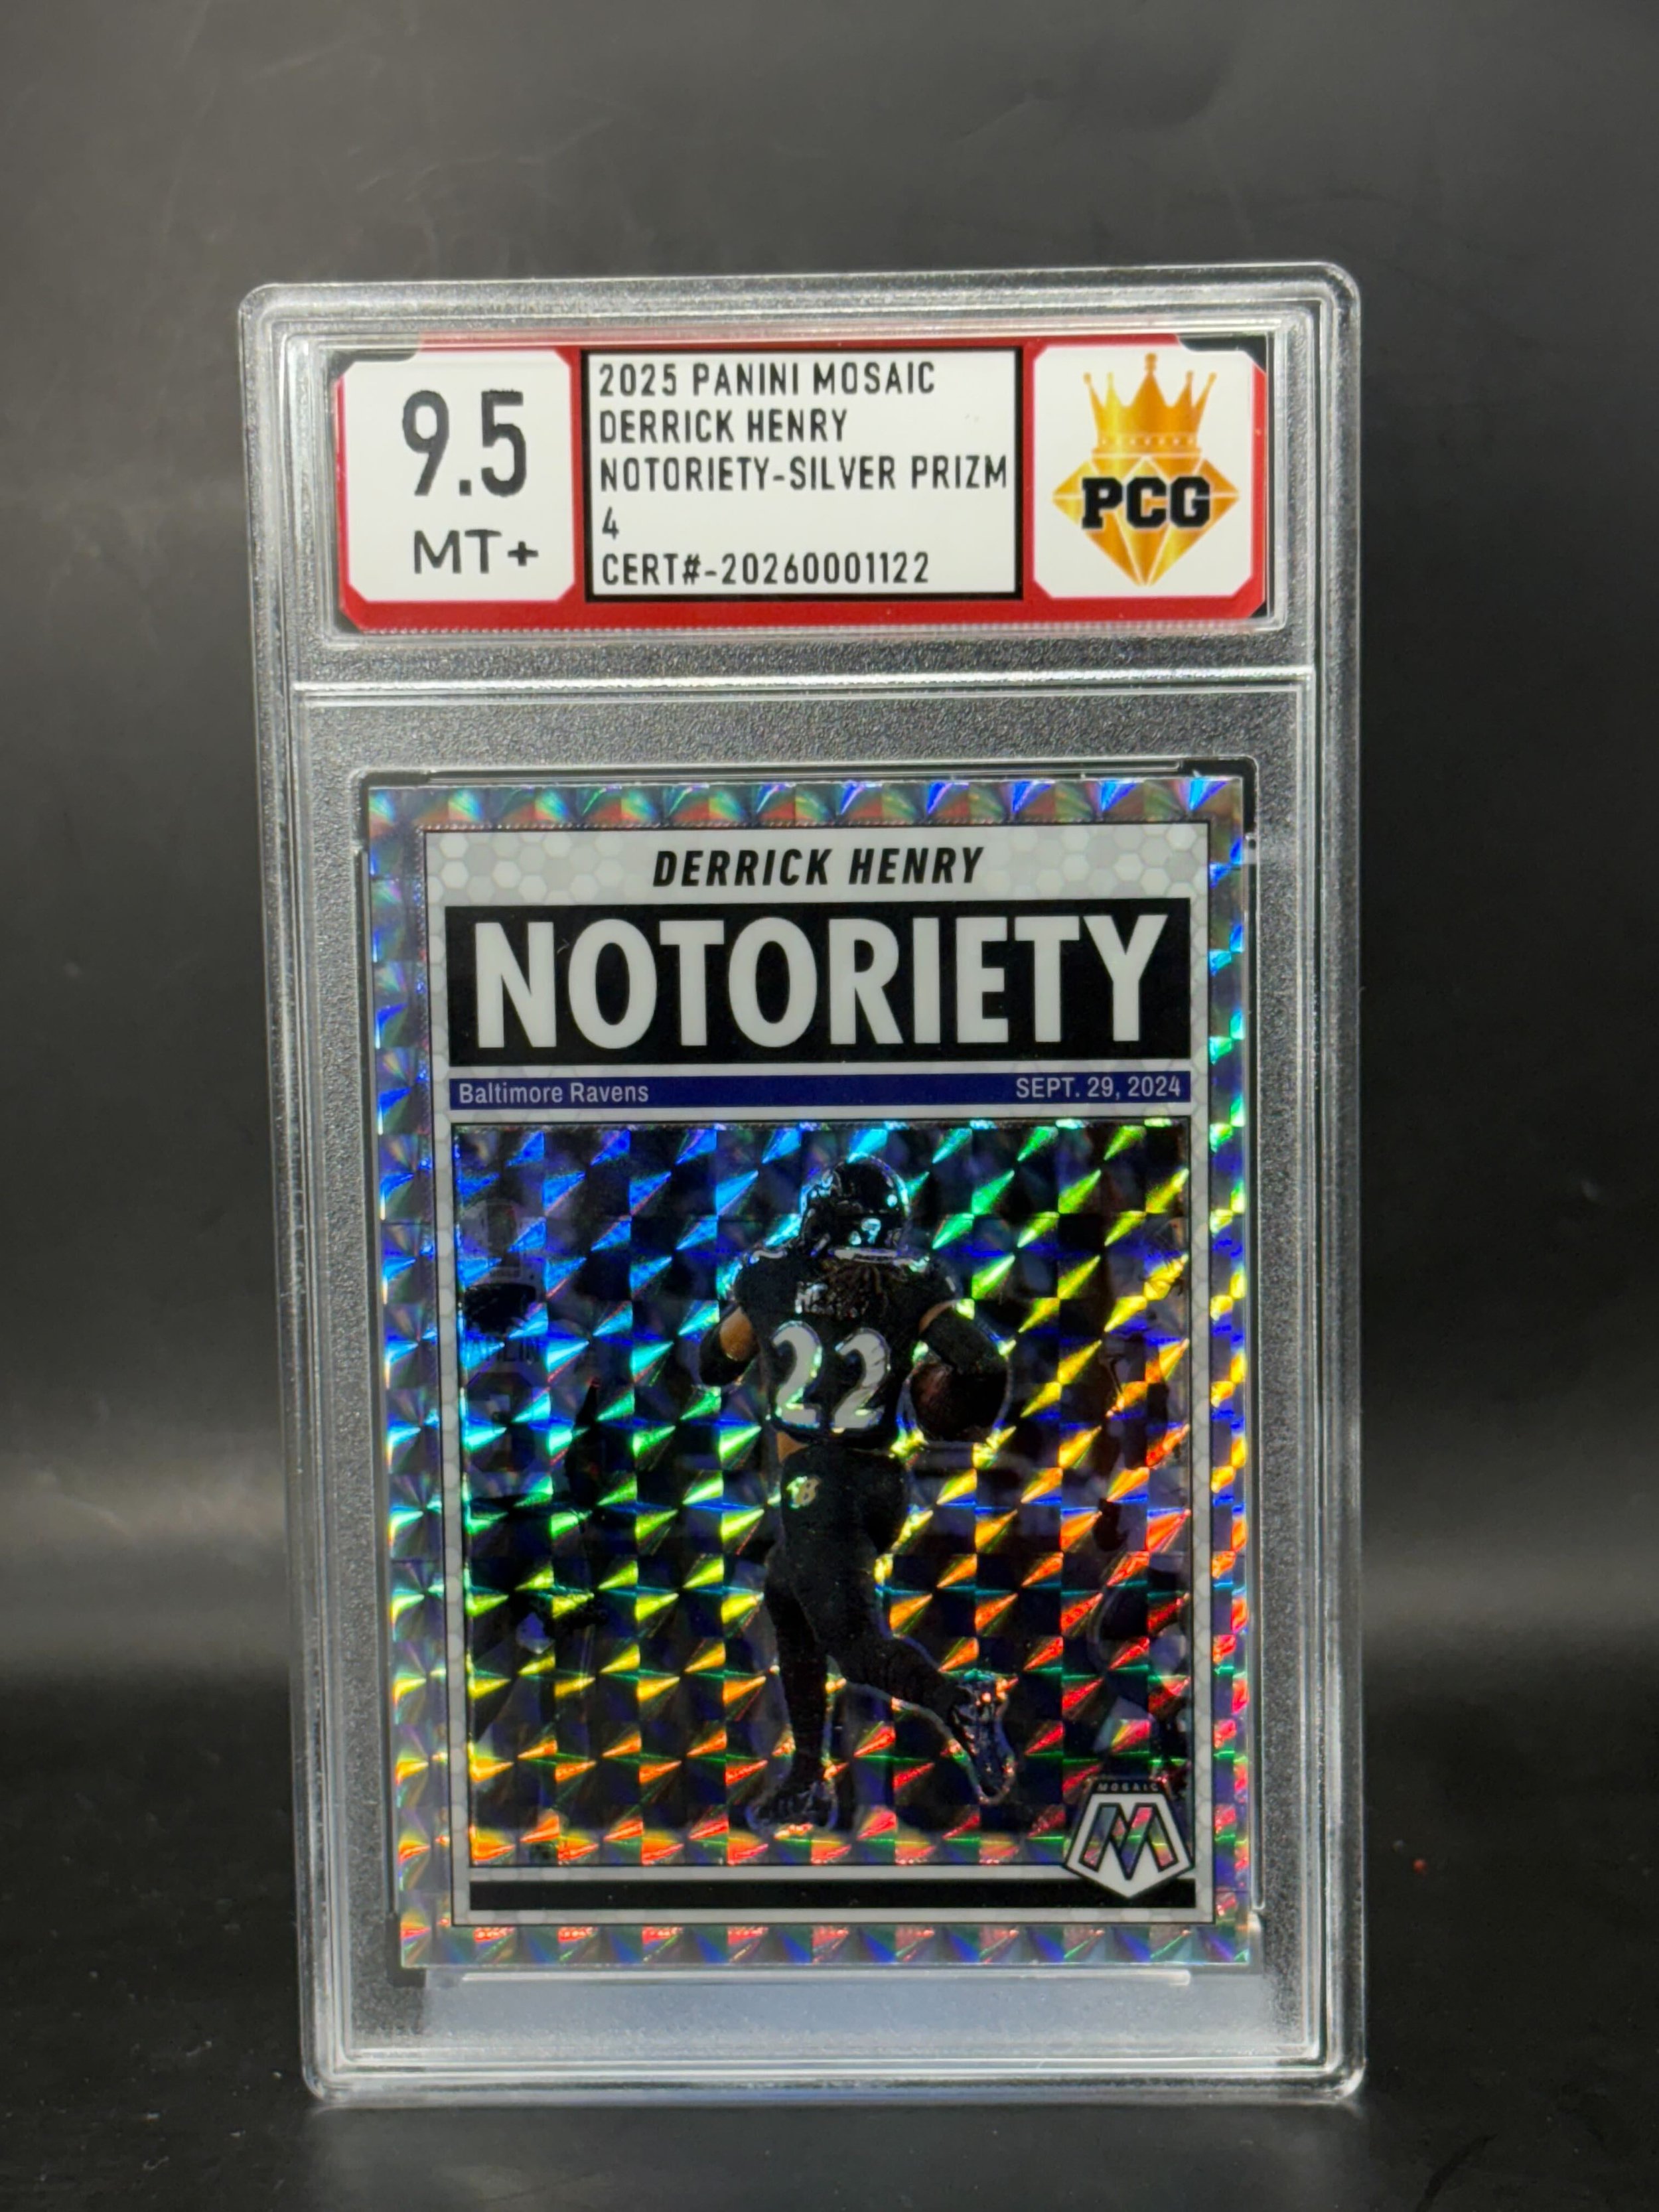 9.5
MT+
2025 PANINI MOSAIC
DERRICK HENRY
NOTORIETY-SILVER PRIZM
4
CERT#-20260001122
PCG
DERRICK HENRY
NOTORIETY
Baltimore Ravens SEPT. 29, 2024
22
B
MOSAIC
M